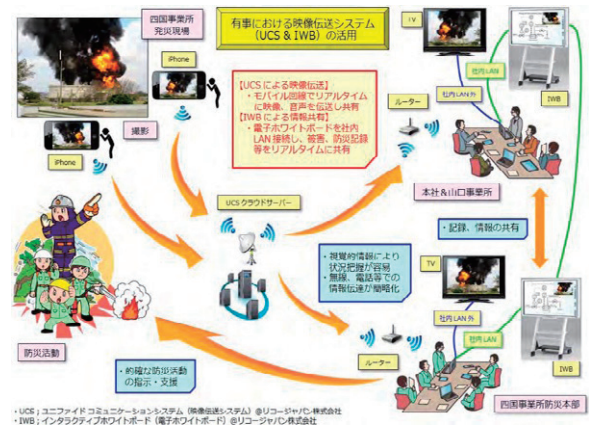 有事における映像伝送システム
(UCS & IWB) の活用
四国事業所
発災現場
iPhone
撮影
iPhone
【UCSによる映像伝送】
・モバイル回線でリアルタイム
に映像、音声を伝送し共有
【IWBによる情報共有】
・電子ホワイトボードを社内
LAN接続し、被害、防災記録
等をリアルタイムに共有
TV
社内LAN
社内LAN外
ルーター
IWB
本社&山口事業所
UCSクラウドサーバー
・記録、情報の共有
・視覚的情報により
状況把握が容易
・無線、電話等での
情報伝達が簡略化
TV
社内LAN外
社内LAN
ルーター
IWB
防災活動
・的確な防災活動
の指示・支援
四国事業所防災本部
・UCS;ユニファイド コミュニケーションシステム(映像伝送システム)@リコージャパン株式会社
・IWB;インタラクティブホワイトボード(電子ホワイトボード)@リコージャパン株式会社